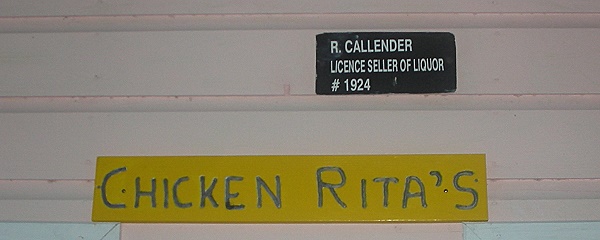 R. CALLENDER
LICENCE SELLER OF LIQUOR
# 1924
CHICKEN RITA'S